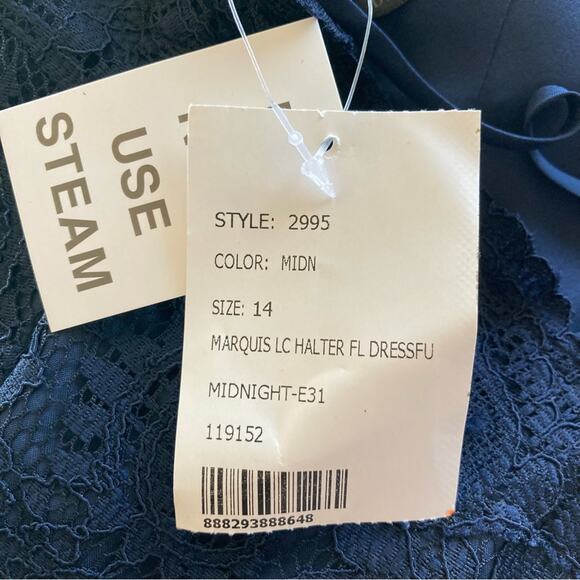 USE
STEAM
STYLE: 2995
COLOR: MIDN
SIZE: 14
MARQUIS LC HALTER FL DRESSFU
MIDNIGHT-E31
119152
888293888648